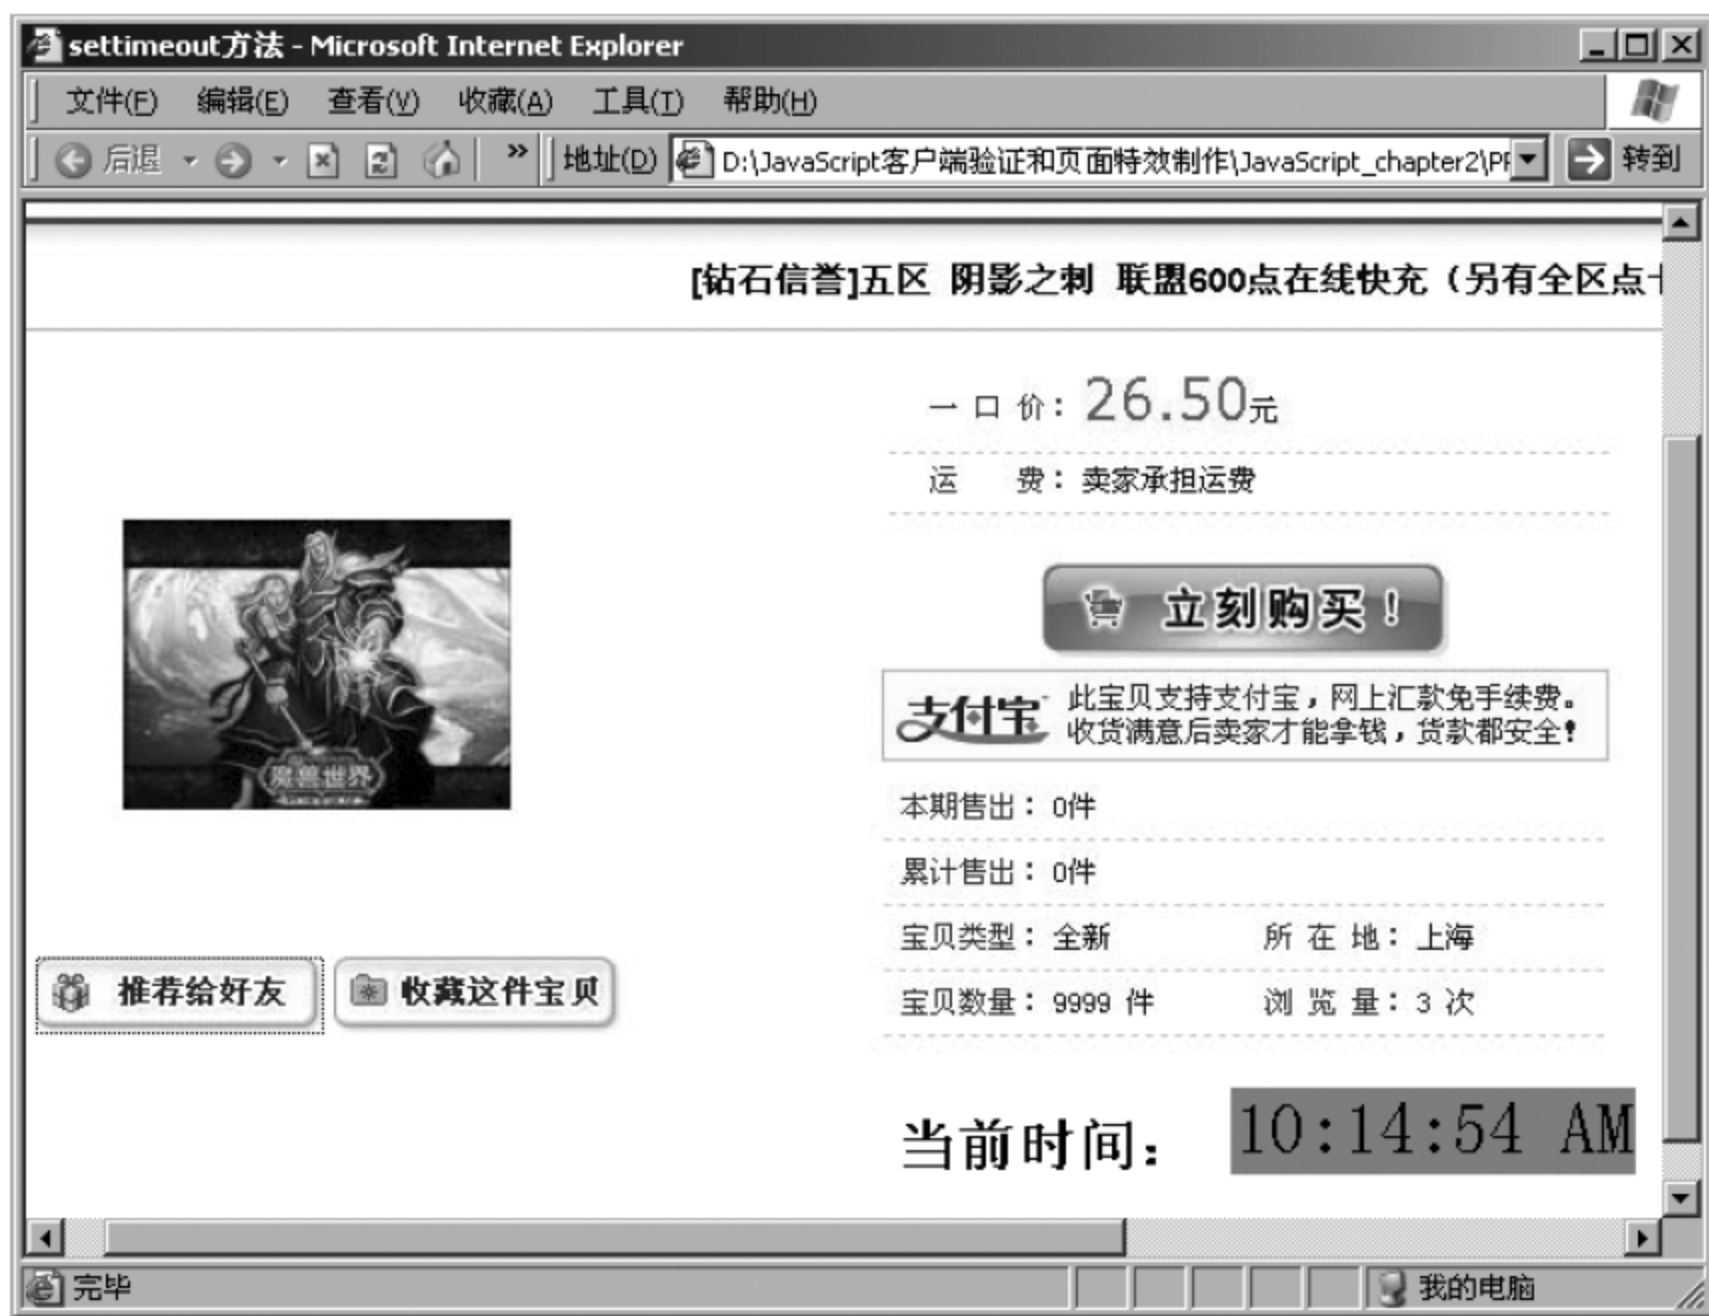 settimeout方法 - Microsoft Internet Explorer
文件(F) 编辑(E) 查看(V) 收藏(A) 工具(T) 帮助(H)
后退 » 地址(D) D:\JavaScript客户端验证和页面特效制作\JavaScript_chapter2\PF 转到
[钻石信誉]五区 阴影之刺 联盟600点在线快充（另有全区点
一 口 价：26.50元
运 费：卖家承担运费
立刻购买！
支付宝 此宝贝支持支付宝，网上汇款免手续费。
收货满意后卖家才能拿钱，货款都安全！
魔兽世界
本期售出：0件
累计售出：0件
宝贝类型：全新 所 在 地：上海
推荐给好友 收藏这件宝贝
宝贝数量：9999 件 浏 览 量：3 次
当前时间： 10:14:54 AM
完毕 我的电脑